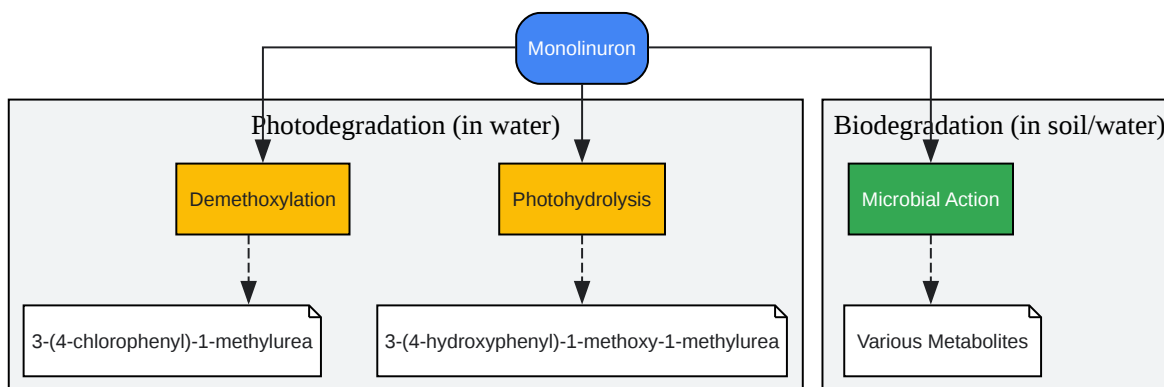 Monolinuron
Photodegradation (in water)
Biodegradation (in soil/water)
Demethoxylation
Photohydrolysis
Microbial Action
3-(4-chlorophenyl)-1-methylurea
3-(4-hydroxyphenyl)-1-methoxy-1-methylurea
Various Metabolites